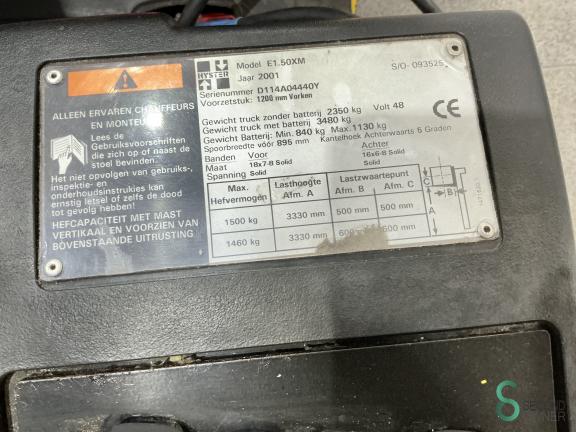 HYSTER
Model E1.50XM
Jaar 2001
S/O- 093525
Serienummer D114A04440Y
Voorzetstuk: 1200 mm Vorken
Gewicht truck zonder batterij 2350 kg Volt 48
Gewicht truck met batterij 3480 kg
Gewicht Batterij: Min. 840 kg Max. 1130 kg
Spoorbreedte vóór 895 mm Kantelhoek Achterwaarts 5 Graden
Banden Voor Achter
Maat 18x7-8 Solid 16x6-8 Solid
Spanning Solid
CE
Max. Hefvermogen
Lasthoogte Afm. A
Lastzwaartepunt
Afm. B Afm. C
1500 kg 3330 mm 500 mm 500 mm
1460 kg 3330 mm 600 600 mm
C
B
A
ALLEEN ERVAREN CHAUFFEURS
EN MONTEU
Lees de
Gebruiksvoorschriften
die zich op of naast de
stoel bevinden.
Het niet opvolgen van gebruiks-,
inspektie- en
onderhoudsinstrukties kan
ernstig letsel of zelfs de dood
tot gevolg hebben!
HEFCAPACITEIT MET MAST
VERTIKAAL EN VOORZIEN VAN
BOVENSTAANDE UITRUSTING